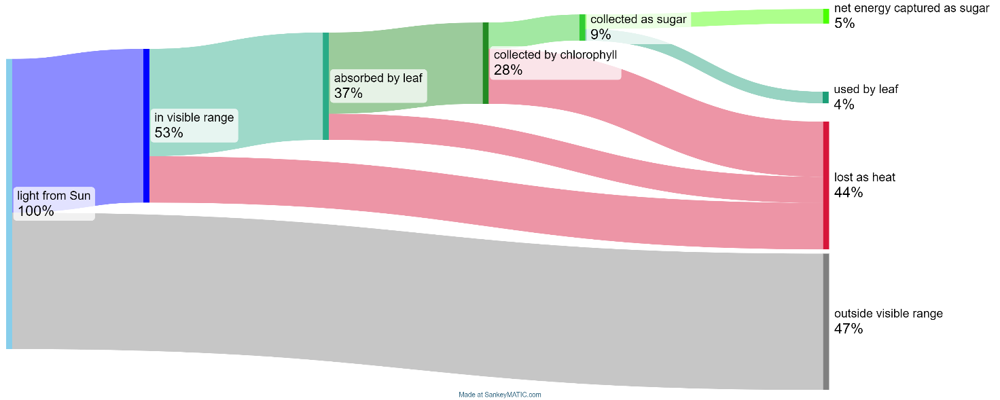 net energy captured as sugar
5%
collected as sugar
9%
collected by chlorophyll
28%
absorbed by leaf
37%
used by leaf
4%
in visible range
53%
lost as heat
44%
light from Sun
100%
outside visible range
47%
Made at SankeyMATIC.com